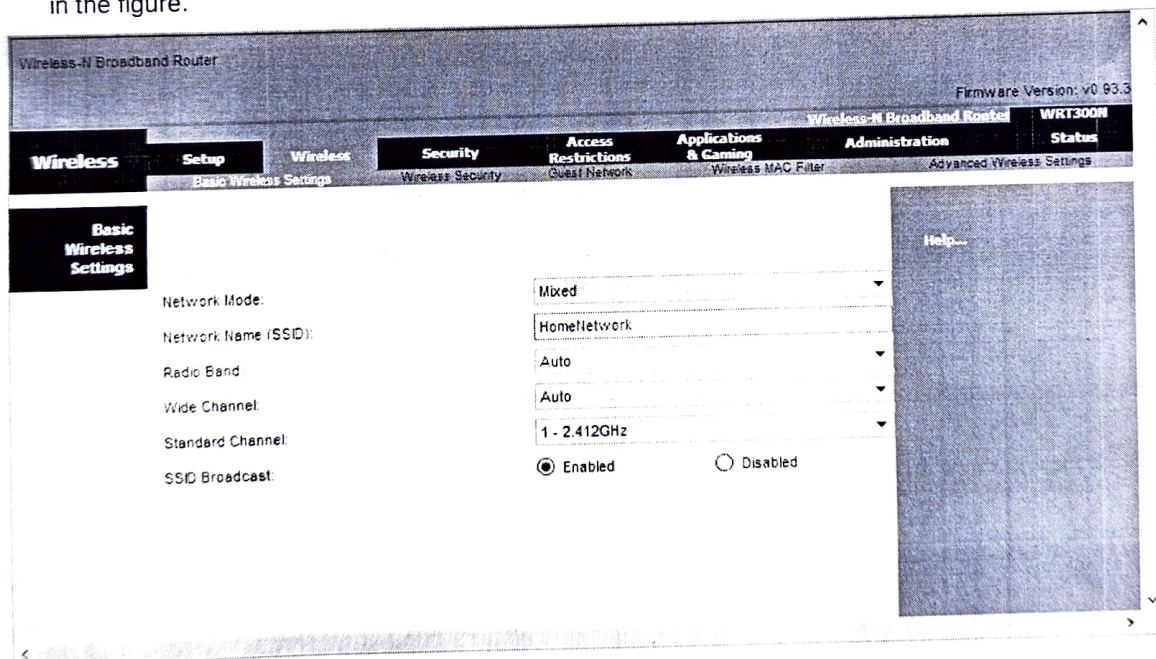 in the figure.
Wireless-N Broadband Router
Firmware Version: v0.93.3
Wireless-N Broadband Router WRT300N
Wireless Setup Wireless Security Access Restrictions Applications & Gaming Administration Status
Basic Wireless Settings Wireless Security Guest Network Wireless MAC Filter Advanced Wireless Settings
Basic
Wireless
Settings
Help...
Network Mode: Mixed
Network Name (SSID): HomeNetwork
Radio Band: Auto
Wide Channel: Auto
Standard Channel: 1 - 2.412GHz
SSID Broadcast: Enabled Disabled